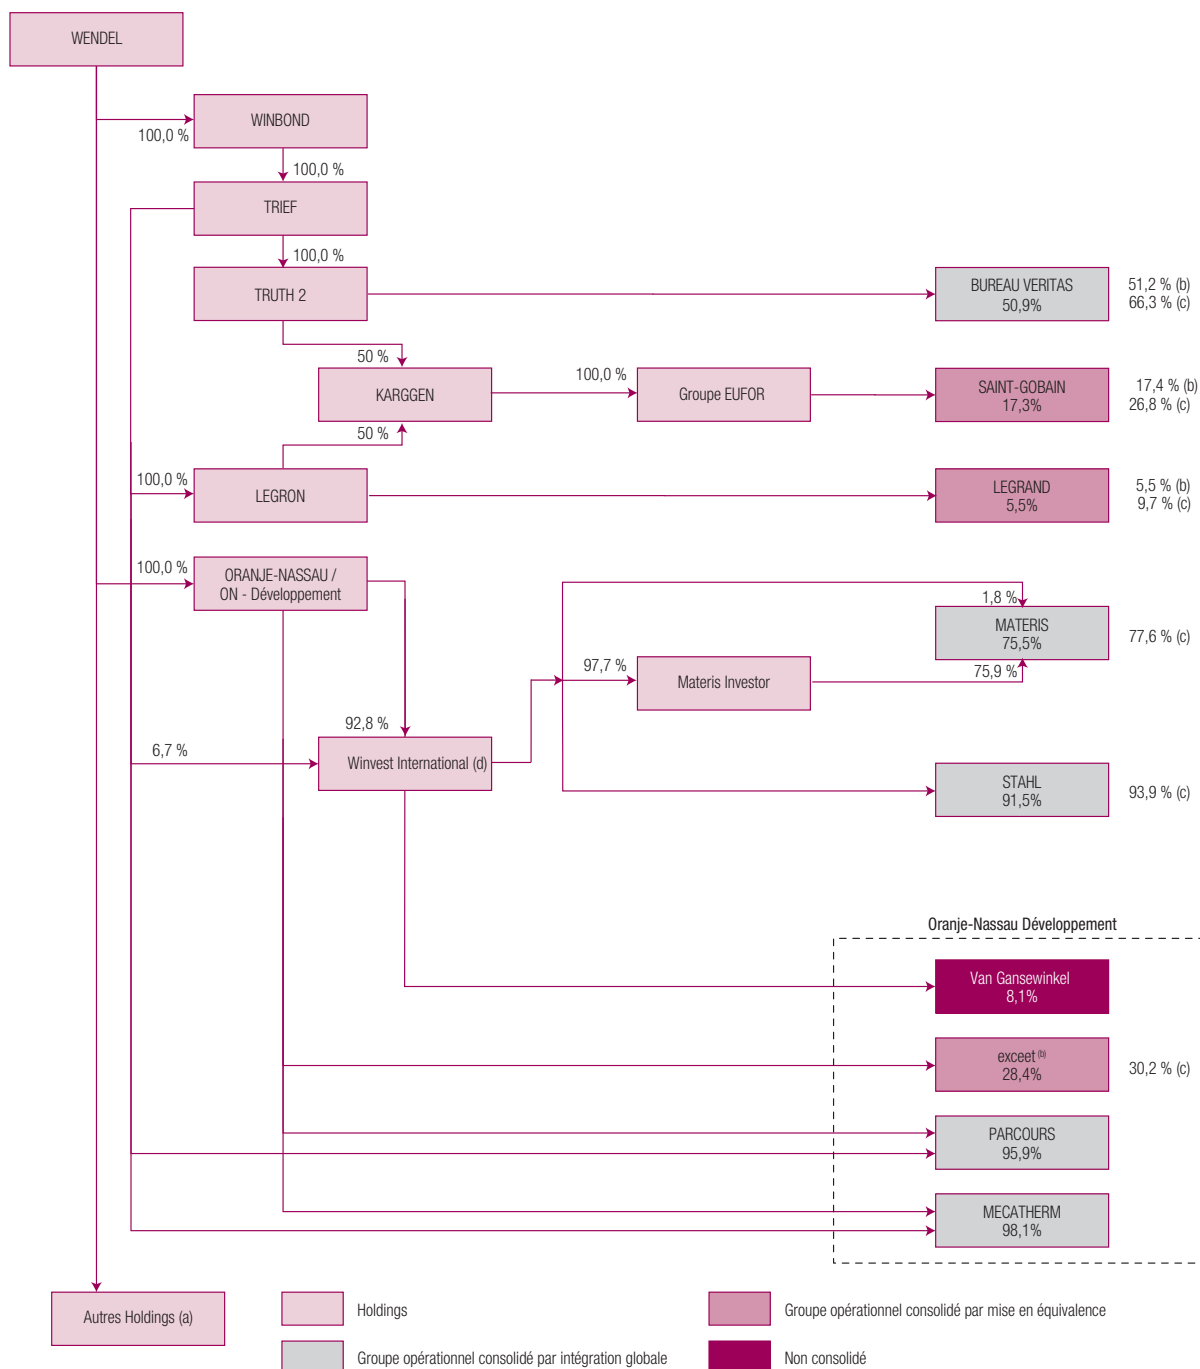 WENDEL
WINBOND
100,0 %
100,0 %
TRIEF
100,0 %
TRUTH 2
BUREAU VERITAS
50,9%
51,2 % (b)
66,3 % (c)
50 %
KARGGEN
100,0 %
Groupe EUFOR
SAINT-GOBAIN
17,3%
17,4 % (b)
26,8 % (c)
50 %
100,0 %
LEGRON
LEGRAND
5,5%
5,5 % (b)
9,7 % (c)
100,0 %
ORANJE-NASSAU /
ON - Développement
1,8 %
MATERIS
75,5%
77,6 % (c)
97,7 %
Materis Investor
75,9 %
92,8 %
6,7 %
Winvest International (d)
STAHL
91,5%
93,9 % (c)
Oranje-Nassau Développement
Van Gansewinkel
8,1%
exceet (b)
28,4%
30,2 % (c)
PARCOURS
95,9%
MECATHERM
98,1%
Autres Holdings (a)
Holdings
Groupe opérationnel consolidé par mise en équivalence
Groupe opérationnel consolidé par intégration globale
Non consolidé